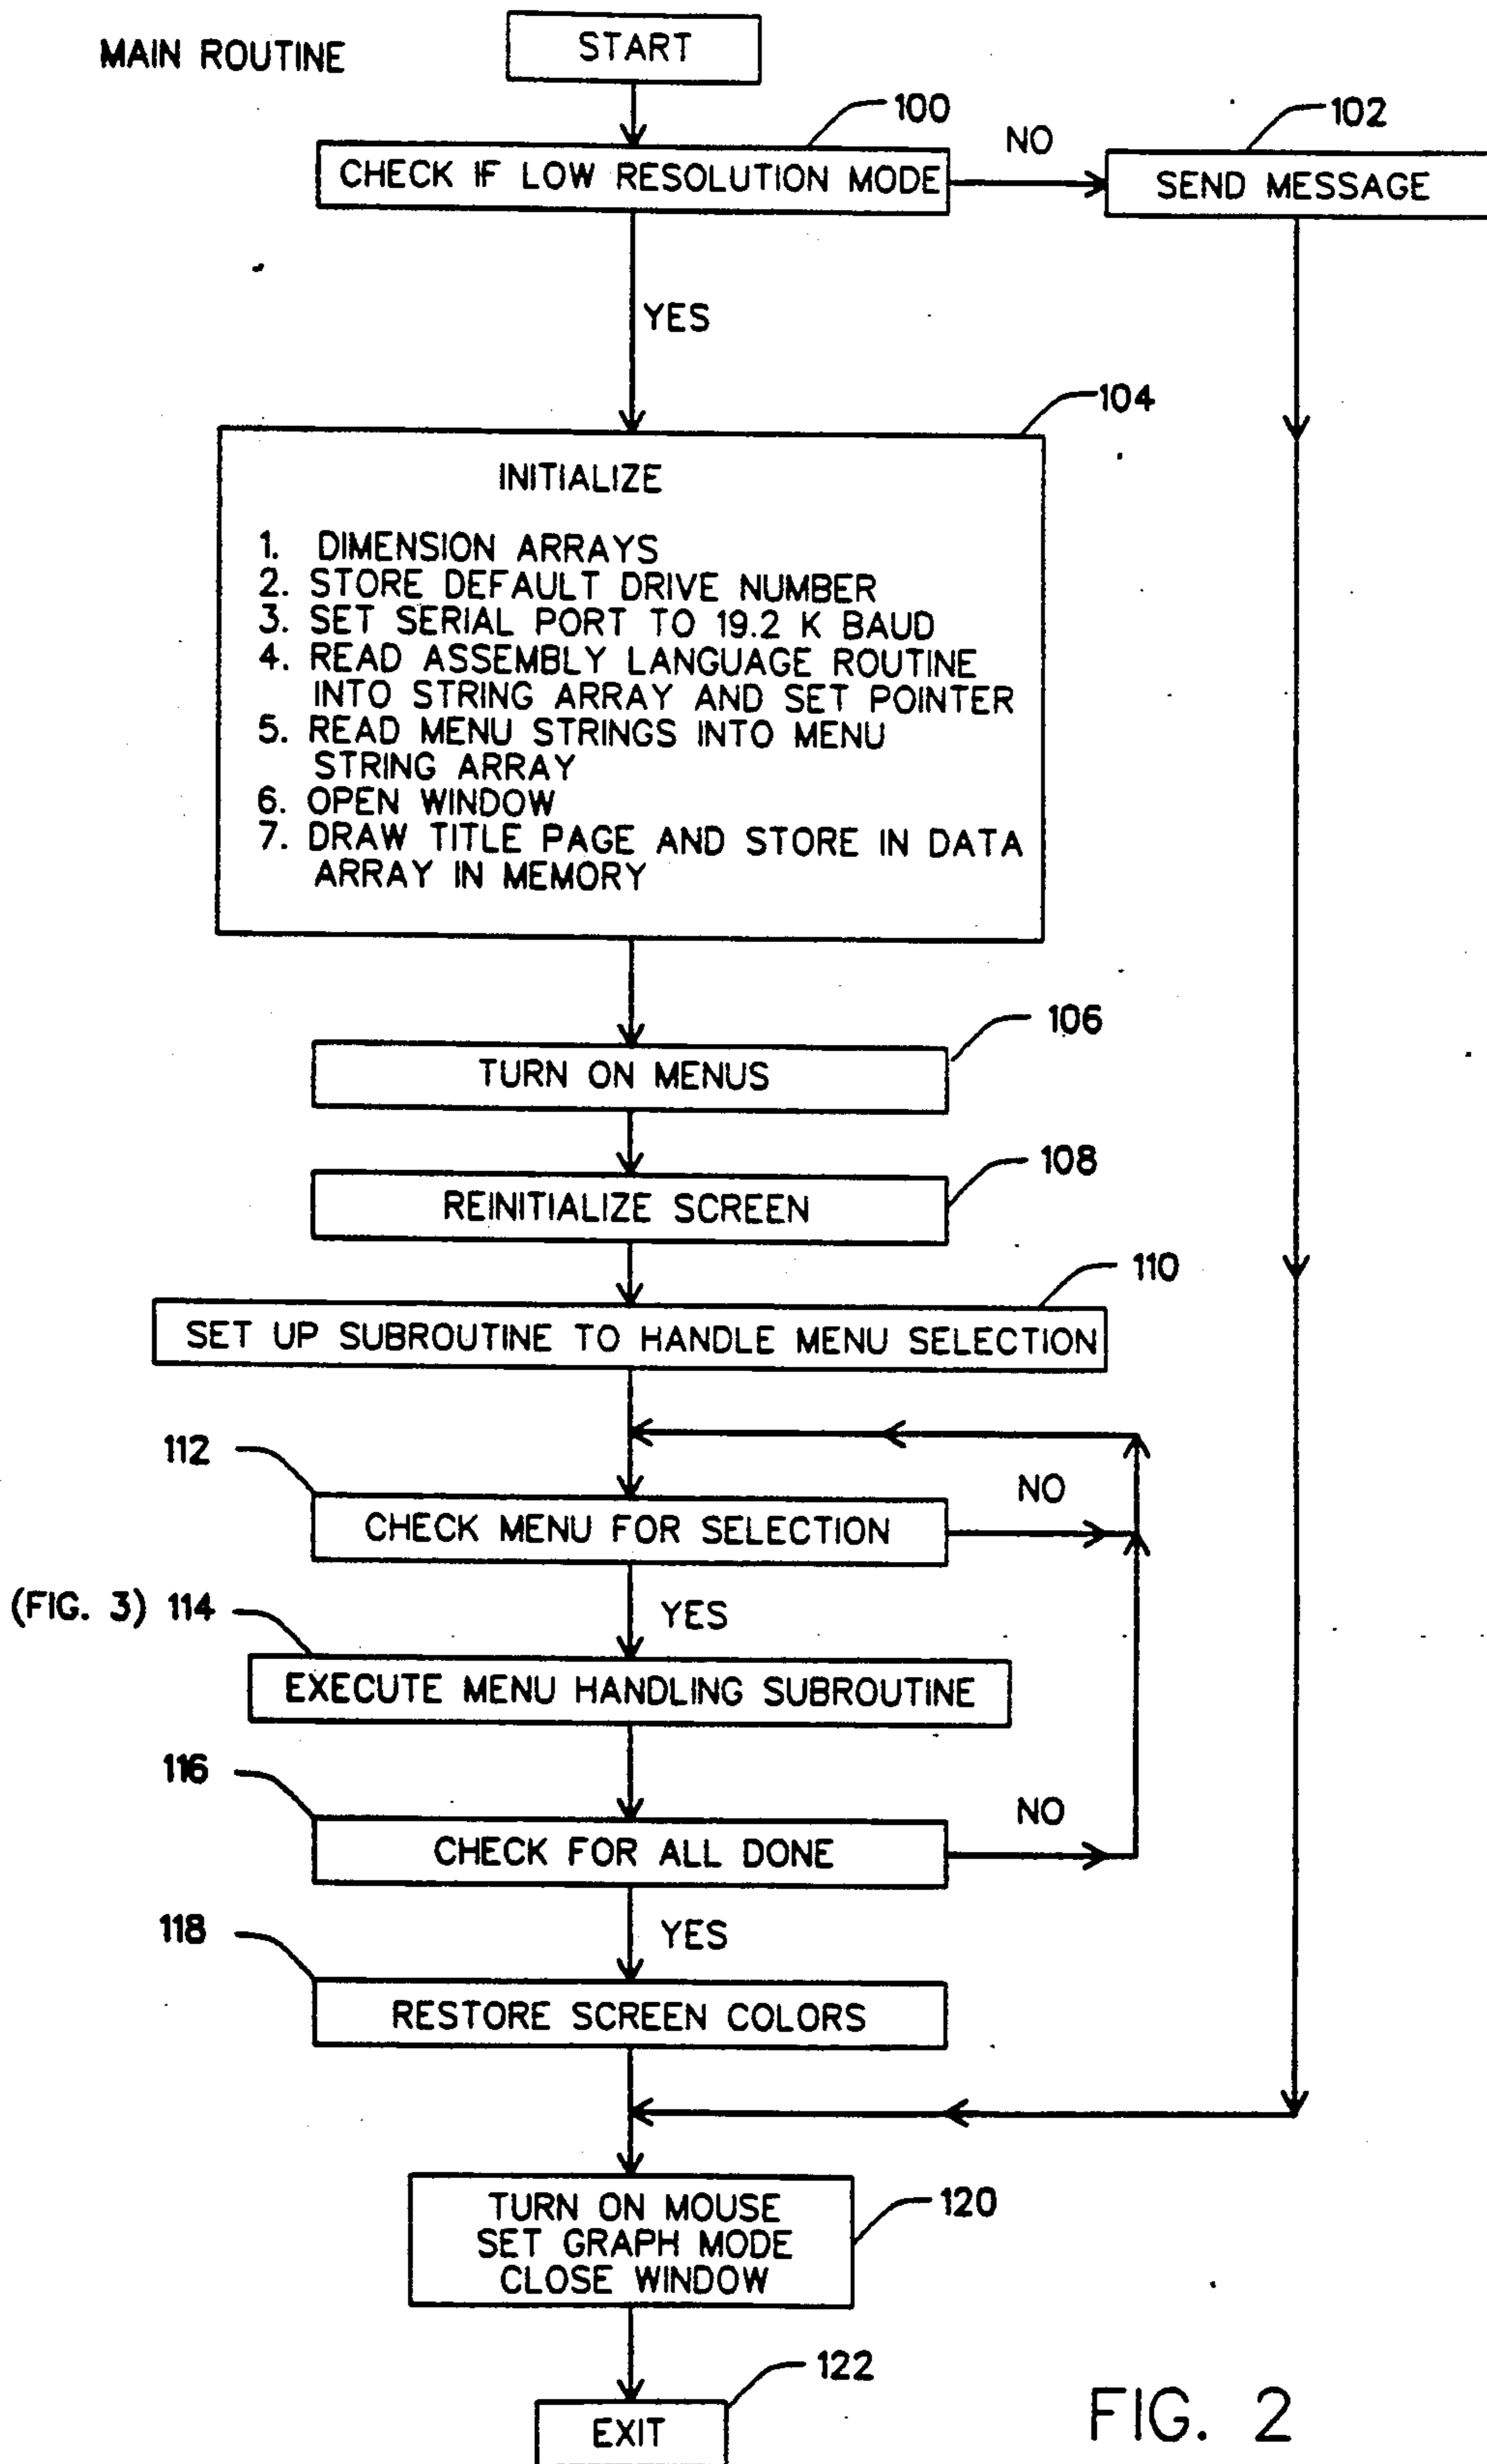 MAIN ROUTINE
START
100
CHECK IF LOW RESOLUTION MODE
NO
102
SEND MESSAGE
YES
104
INITIALIZE
1. DIMENSION ARRAYS
2. STORE DEFAULT DRIVE NUMBER
3. SET SERIAL PORT TO 19.2 K BAUD
4. READ ASSEMBLY LANGUAGE ROUTINE
INTO STRING ARRAY AND SET POINTER
5. READ MENU STRINGS INTO MENU
STRING ARRAY
6. OPEN WINDOW
7. DRAW TITLE PAGE AND STORE IN DATA
ARRAY IN MEMORY
106
TURN ON MENUS
108
REINITIALIZE SCREEN
110
SET UP SUBROUTINE TO HANDLE MENU SELECTION
112
CHECK MENU FOR SELECTION
NO
YES
(FIG. 3) 114
EXECUTE MENU HANDLING SUBROUTINE
116
CHECK FOR ALL DONE
NO
YES
118
RESTORE SCREEN COLORS
TURN ON MOUSE
SET GRAPH MODE
CLOSE WINDOW
120
122
EXIT
FIG. 2